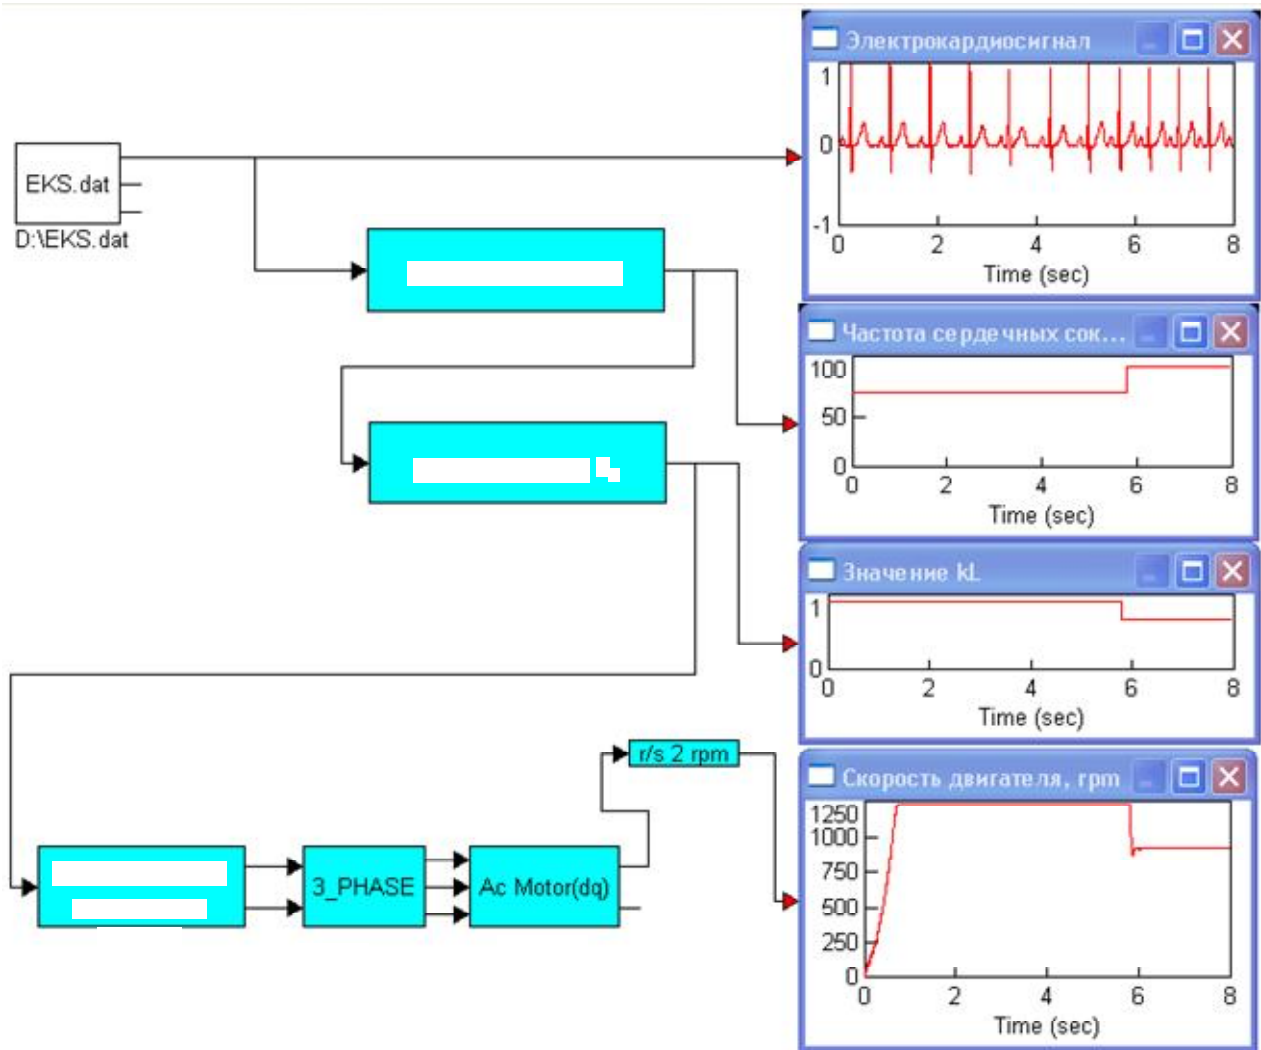 Электрокардиосигнал
1
0
-1
0 2 4 6 8
Time (sec)
EKS.dat
D:\EKS.dat
Частота сердечных сок...
100
50
0
0 2 4 6 8
Time (sec)
Значение kL
1
0
0 2 4 6 8
Time (sec)
r/s 2 rpm
Скорость двигателя, rpm
1250
1000
750
500
250
0
0 2 4 6 8
Time (sec)
3_PHASE
Ac Motor(dq)